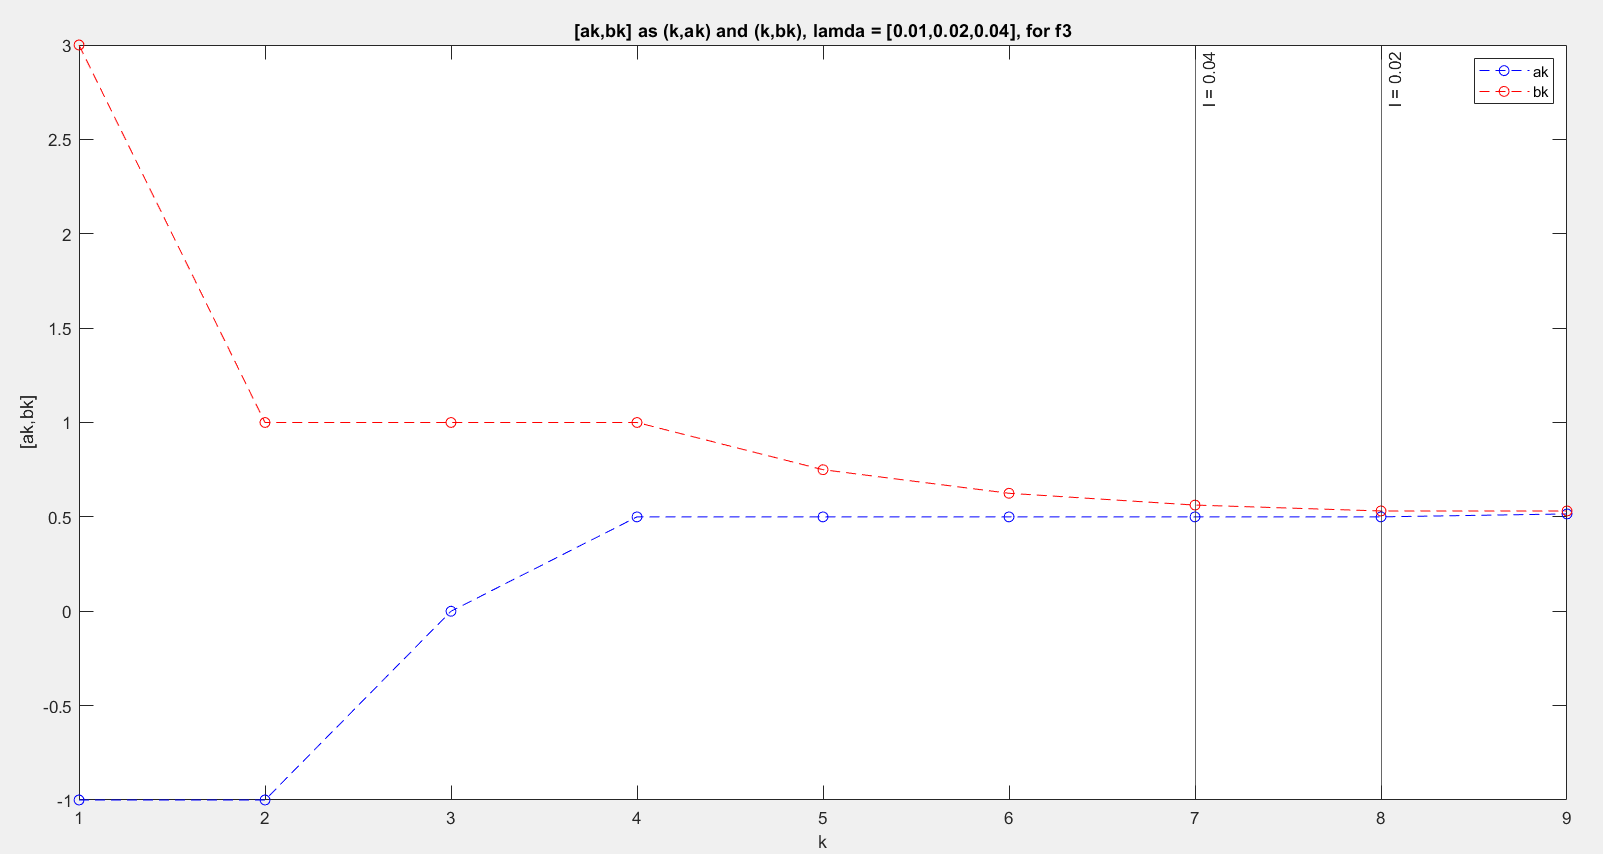 [ak,bk] as (k,ak) and (k,bk), lamda = [0.01,0.02,0.04], for f3
3
2.5
2
1.5
1
0.5
0
-0.5
-1
[ak,bk]
l = 0.04
l = 0.02
ak
bk
1 2 3 4 5 6 7 8 9
k